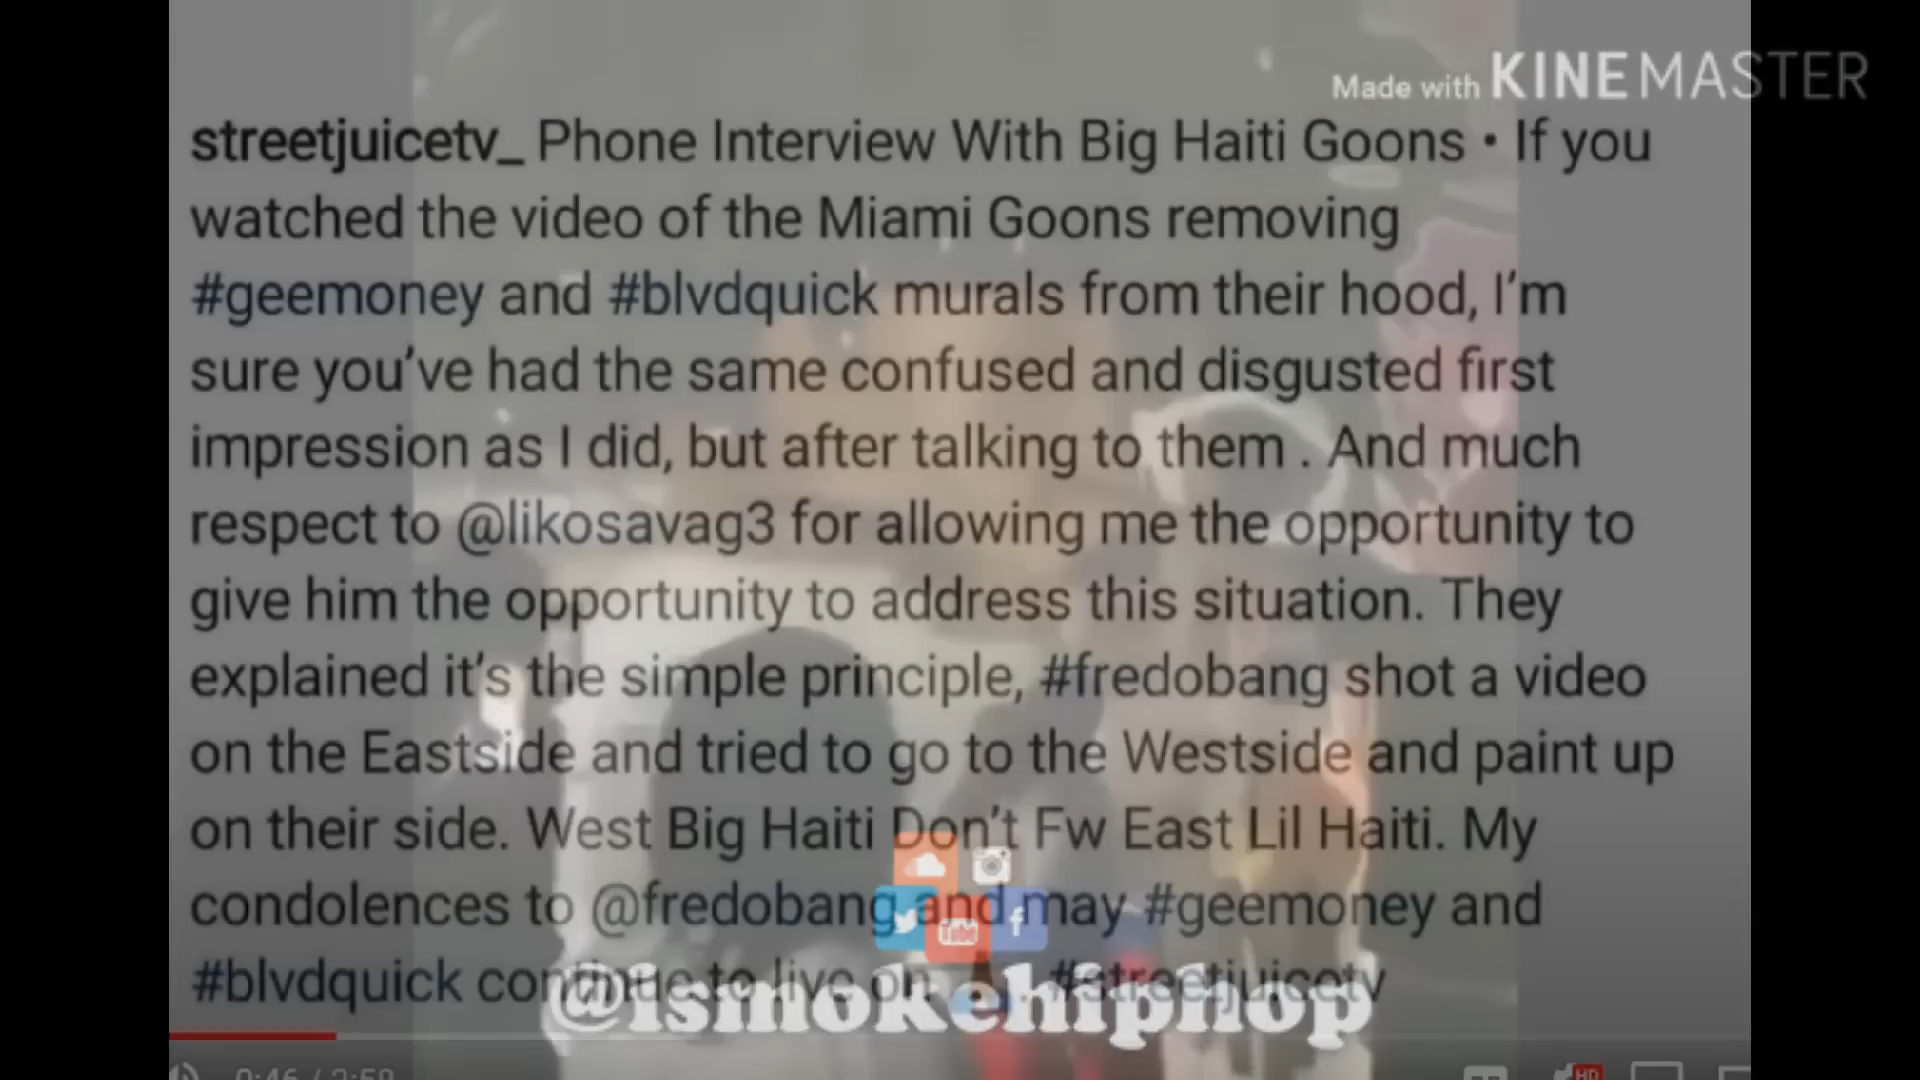 Made with KINEMASTER
streetjuicetv_ Phone Interview With Big Haiti Goons • If you
watched the video of the Miami Goons removing
#geemoney and #blvdquick murals from their hood, I'm
sure you've had the same confused and disgusted first
impression as I did, but after talking to them . And much
respect to @likosavag3 for allowing me the opportunity to
give him the opportunity to address this situation. They
explained it's the simple principle, #fredobang shot a video
on the Eastside and tried to go to the Westside and paint up
on their side. West Big Haiti Don't Fw East Lil Haiti. My
condolences to @fredobang and may #geemoney and
#blvdquick continue to live on #streetjuicetv
@ismokehiphop
0:46 / 2:59
HD